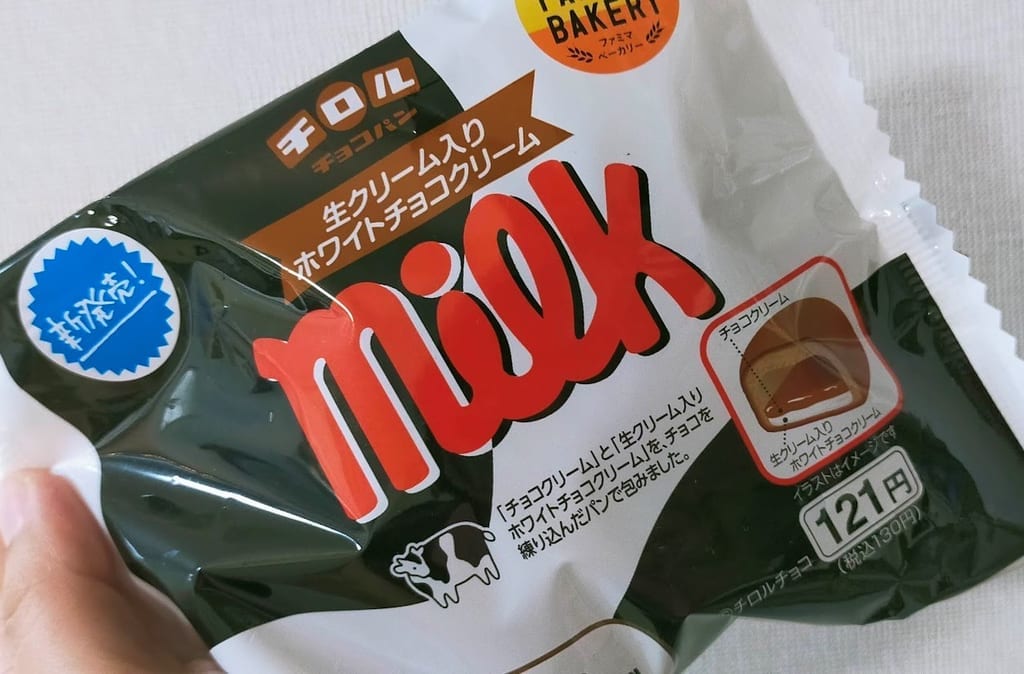 BAKERY
ファミマ
ベーカリー
チロル
チョコパン
生クリーム入り
ホワイトチョコクリーム
milk
新発売!
チョコクリーム
生クリーム入り
ホワイトチョコクリーム
イラストはイメージです
「チョコクリーム」と「生クリーム入り
ホワイトチョコクリーム」を、チョコを
練り込んだパンで包みました。
121円
(税込130円)
©チロルチョコ